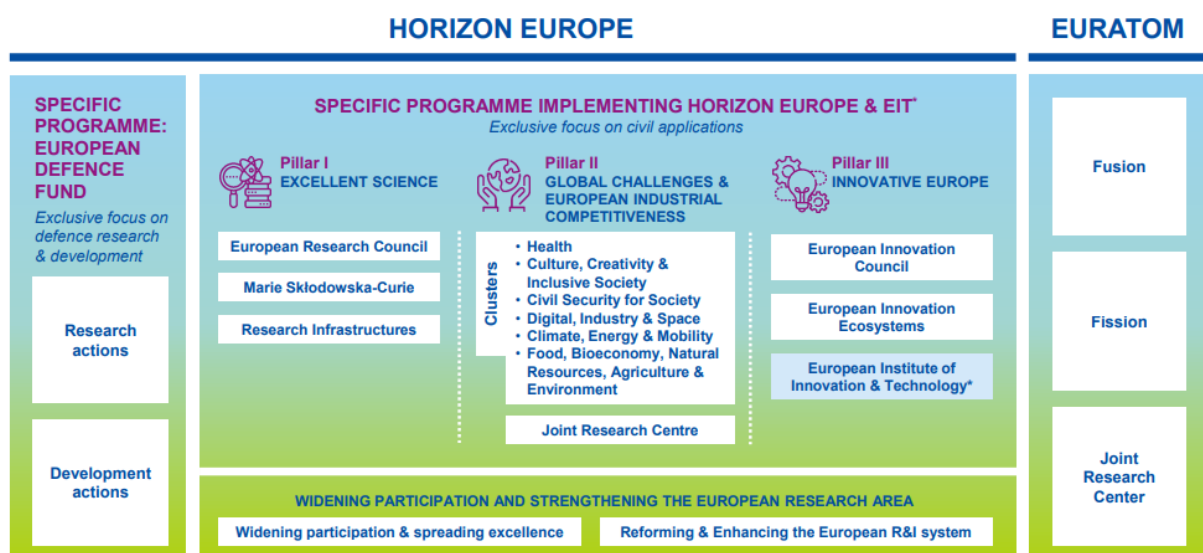 HORIZON EUROPE
EURATOM
SPECIFIC
PROGRAMME:
EUROPEAN
DEFENCE
FUND
Exclusive focus on
defence research
& development
Research
actions
Development
actions
SPECIFIC PROGRAMME IMPLEMENTING HORIZON EUROPE & EIT*
Exclusive focus on civil applications
Pillar I
EXCELLENT SCIENCE
European Research Council
Marie Skłodowska-Curie
Research Infrastructures
Pillar II
GLOBAL CHALLENGES &
EUROPEAN INDUSTRIAL
COMPETITIVENESS
Clusters
• Health
• Culture, Creativity &
Inclusive Society
• Civil Security for Society
• Digital, Industry & Space
• Climate, Energy & Mobility
• Food, Bioeconomy, Natural
Resources, Agriculture &
Environment
Joint Research Centre
Pillar III
INNOVATIVE EUROPE
European Innovation
Council
European Innovation
Ecosystems
European Institute of
Innovation & Technology*
WIDENING PARTICIPATION AND STRENGTHENING THE EUROPEAN RESEARCH AREA
Widening participation & spreading excellence
Reforming & Enhancing the European R&I system
Fusion
Fission
Joint
Research
Center